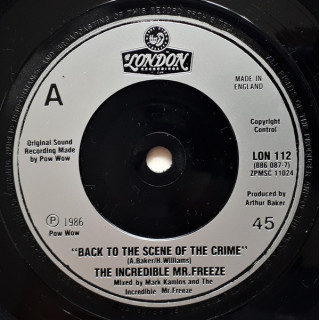 LONDON
RECORDINGS
A
MADE IN
ENGLAND
Original Sound
Recording Made by
Pow Wow
Copyright
Control
LON 112
(886 087-7)
ZPMSC 11024
Produced by
Arthur Baker
℗ 1986
Pow Wow
45
"BACK TO THE SCENE OF THE CRIME"
(A.Baker/H.Williams)
THE INCREDIBLE MR.FREEZE
Mixed by Mark Kamins and The
Incredible Mr.Freeze